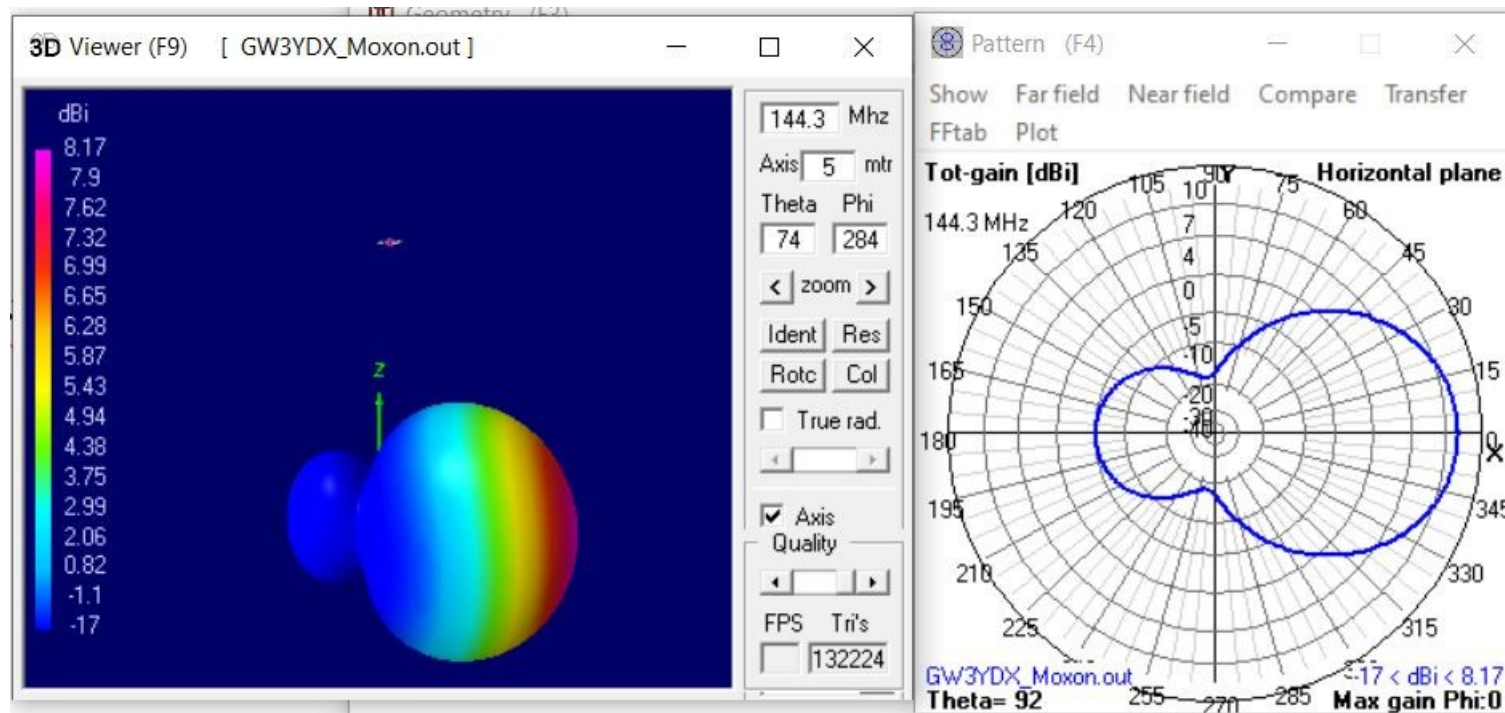 Geometry (F3)
3D Viewer (F9) [ GW3YDX_Moxon.out ]
dBi
8.17
7.9
7.62
7.32
6.99
6.65
6.28
5.87
5.43
4.94
4.38
3.75
2.99
2.06
0.82
-1.1
-17
Z
144.3 Mhz
Axis 5 mtr
Theta Phi
74 284
< zoom >
Ident Res
Rotc Col
True rad.
Axis
Quality
FPS Tri's
132224
Pattern (F4)
Show Far field Near field Compare Transfer
FFtab Plot
Tot-gain [dBi] Horizontal plane
144.3 MHz
105 90 Y 75
120 60
135 45
150 30
165 15
180 0
X
195 345
210 330
225 315
255 270 285
10
7
4
0
-5
-10
-20
-30
GW3YDX_Moxon.out -17 < dBi < 8.17
Theta= 92 Max gain Phi:0